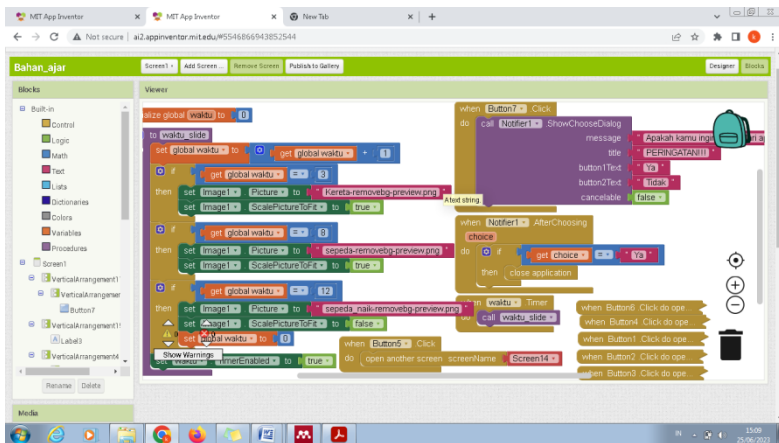 MIT App Inventor
MIT App Inventor
New Tab
Not secure | ai2.appinventor.mit.edu/#5546866943852544
Bahan_ajar
Screen1
Add Screen ...
Remove Screen
Publish to Gallery
Designer
Blocks
Blocks
Viewer
Built-in
Control
Logic
Math
Text
Lists
Dictionaries
Colors
Variables
Procedures
Screen1
VerticalArrangement1
VerticalArrangemer
Button7
VerticalArrangement1
Label3
VerticalArrangement4
Rename
Delete
Media
ialize global waktu to 0
to waktu_slide
set global waktu to get global waktu + 1
if get global waktu = 3
then set Image1 . Picture to " Kereta-removebg-preview.png "
set Image1 . ScalePictureToFit to true
if get global waktu = 8
then set Image1 . Picture to " sepeda-removebg-preview.png "
set Image1 . ScalePictureToFit to true
if get global waktu = 12
then set Image1 . Picture to " sepeda_naik-removebg-preview.png "
set Image1 . ScalePictureToFit to false
set global waktu to 0
Show Warnings
set TimerEnabled to true
A text string.
when Button7 .Click
do call Notifier1 .ShowChooseDialog
message " Apakah kamu ingi
title " PERINGATAN!!! "
button1Text " Ya "
button2Text " Tidak "
cancelable false
when Notifier1 .AfterChoosing
choice
do if get choice = " Ya "
then close application
when waktu .Timer
do call waktu_slide
when Button5 .Click
do open another screen screenName Screen14
when Button6 .Click do ope...
when Button4 .Click do ope...
when Button1 .Click do ope...
when Button2 .Click do ope...
when Button3 .Click do ope...
IN
15:09
25/06/2023